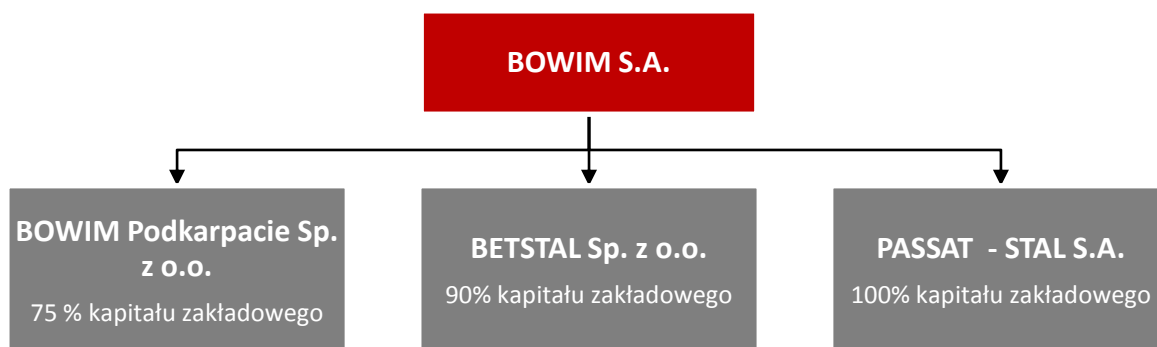 BOWIM S.A.
BOWIM Podkarpacie Sp.
z o.o.
75 % kapitału zakładowego
BETSTAL Sp. z o.o.
90% kapitału zakładowego
PASSAT - STAL S.A.
100% kapitału zakładowego